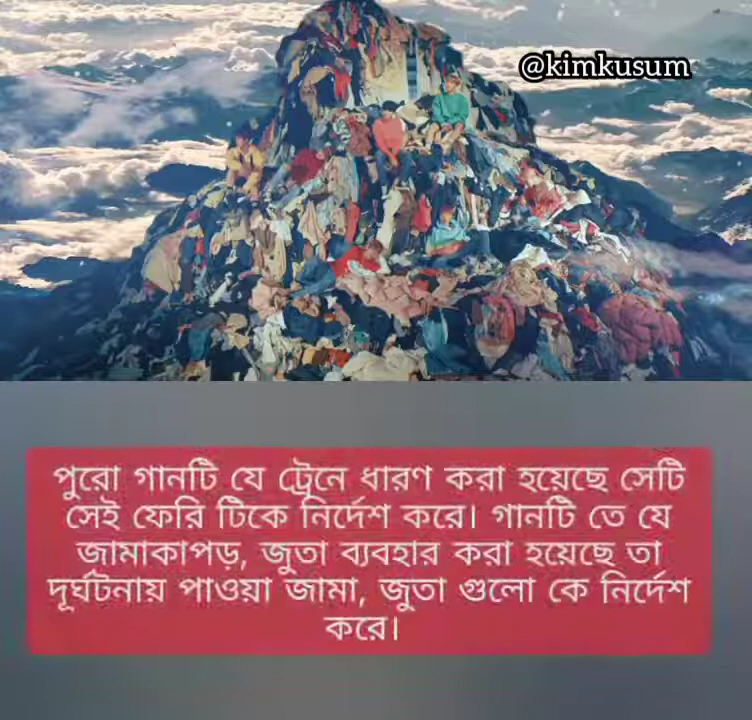 @kimkusum
পুরো গানটি যে ট্রেনে ধারণ করা হয়েছে সেটি
সেই ফেরি টিকে নির্দেশ করে। গানটি তে যে
জামাকাপড়, জুতা ব্যবহার করা হয়েছে তা
দূর্ঘটনায় পাওয়া জামা, জুতা গুলো কে নির্দেশ
করে।